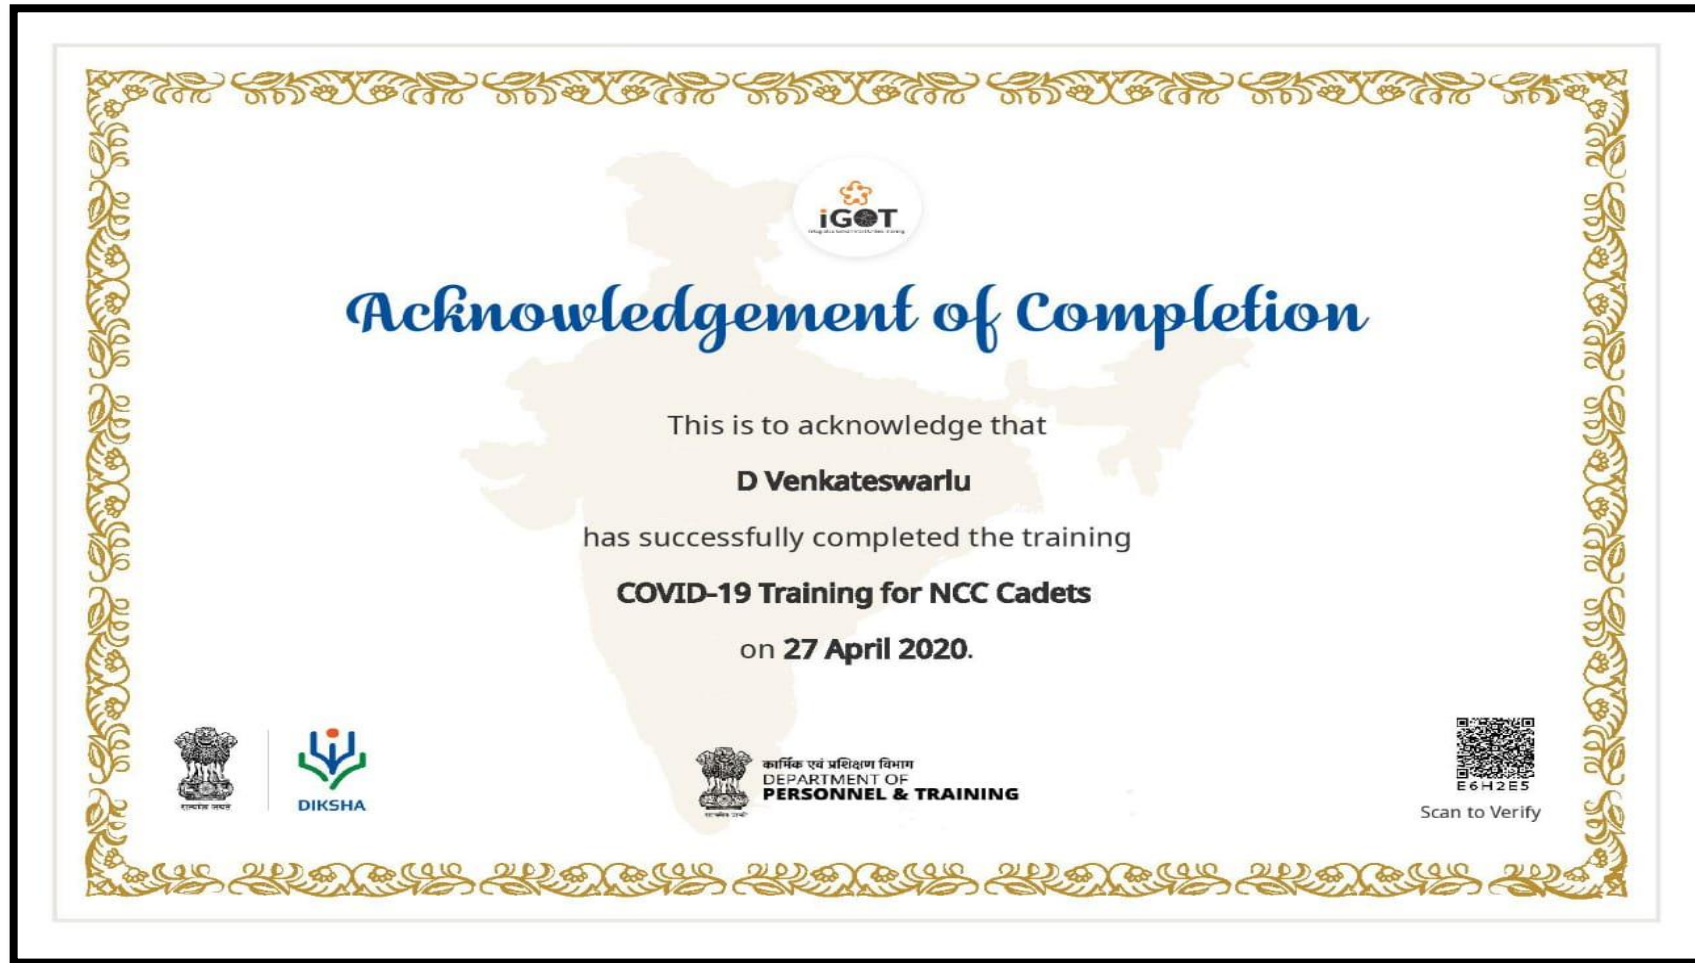 iGOT
Acknowledgement of Completion
This is to acknowledge that
D Venkateswarlu
has successfully completed the training
COVID-19 Training for NCC Cadets
on 27 April 2020.
DIKSHA
कार्मिक एवं प्रशिक्षण विभाग
DEPARTMENT OF
PERSONNEL & TRAINING
E6H2E5
Scan to Verify